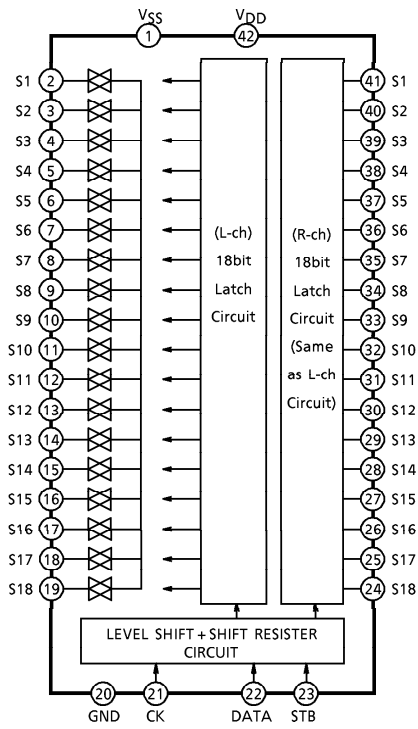 VSS VDD
1 42
S1 2 41 S1
S2 3 40 S2
S3 4 39 S3
S4 5 38 S4
S5 6 37 S5
S6 7 36 S6
S7 8 35 S7
S8 9 34 S8
S9 10 33 S9
S10 11 32 S10
S11 12 31 S11
S12 13 30 S12
S13 14 29 S13
S14 15 28 S14
S15 16 27 S15
S16 17 26 S16
S17 18 25 S17
S18 19 24 S18
(L-ch)
18bit
Latch
Circuit
(R-ch)
18bit
Latch
Circuit
(Same
as L-ch
Circuit)
LEVEL SHIFT + SHIFT RESISTER
CIRCUIT
20 21 22 23
GND CK DATA STB